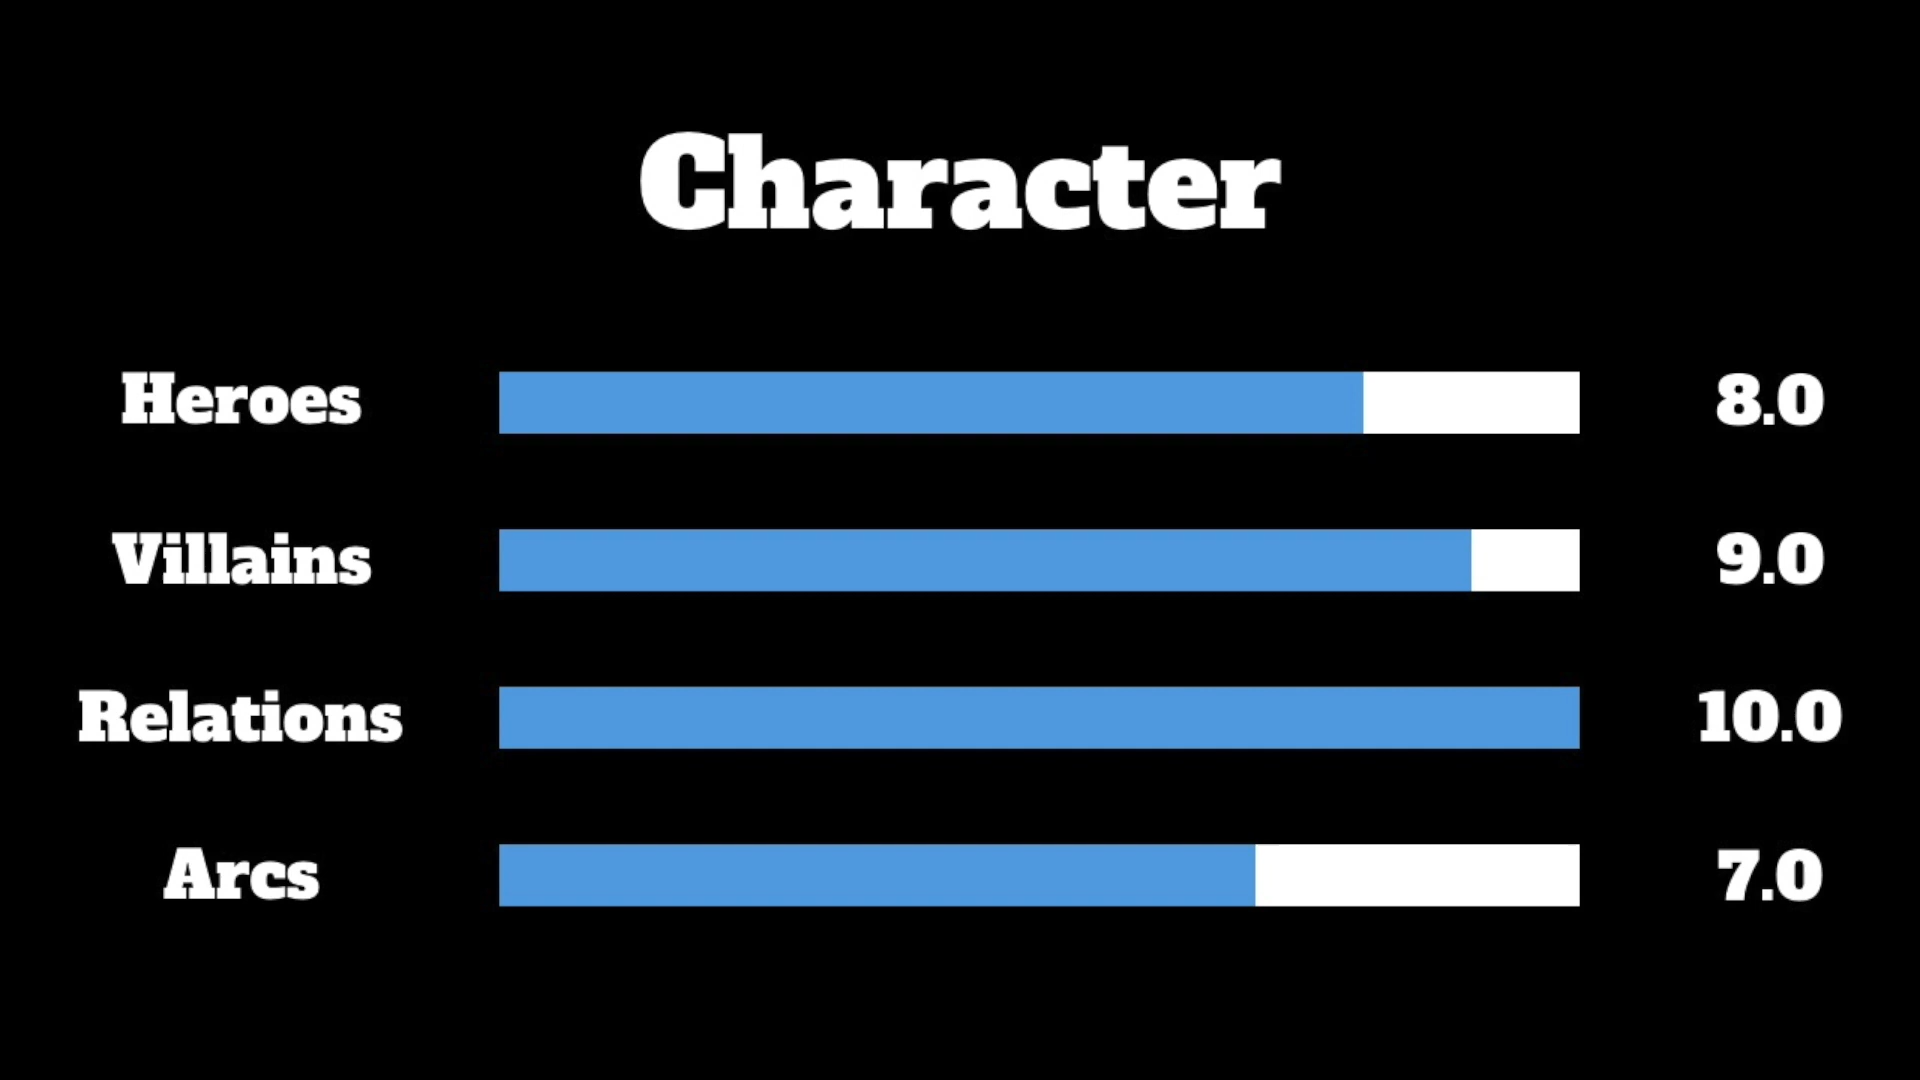 Character
Heroes 8.0
Villains 9.0
Relations 10.0
Arcs 7.0